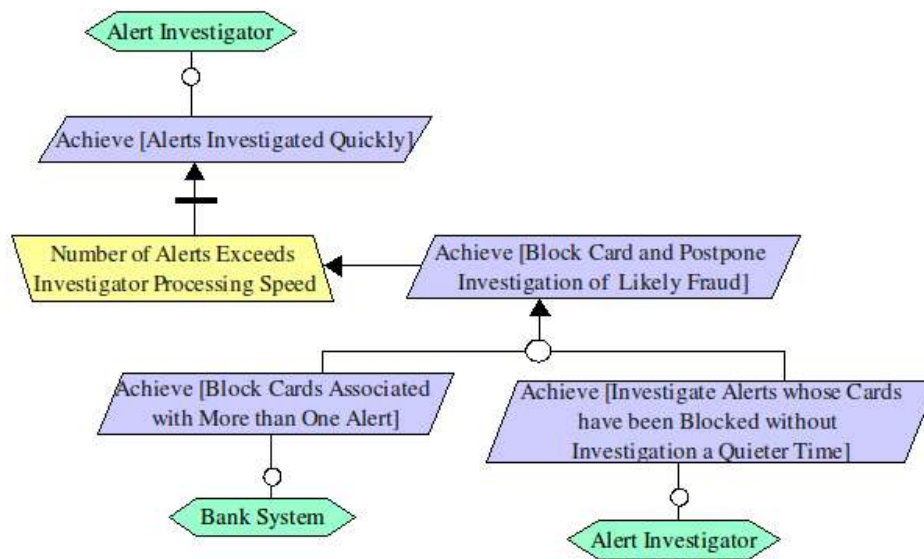 Alert Investigator
Achieve [Alerts Investigated Quickly]
Number of Alerts Exceeds
Investigator Processing Speed
Achieve [Block Card and Postpone
Investigation of Likely Fraud]
Achieve [Block Cards Associated
with More than One Alert]
Achieve [Investigate Alerts whose Cards
have been Blocked without
Investigation a Quieter Time]
Bank System
Alert Investigator